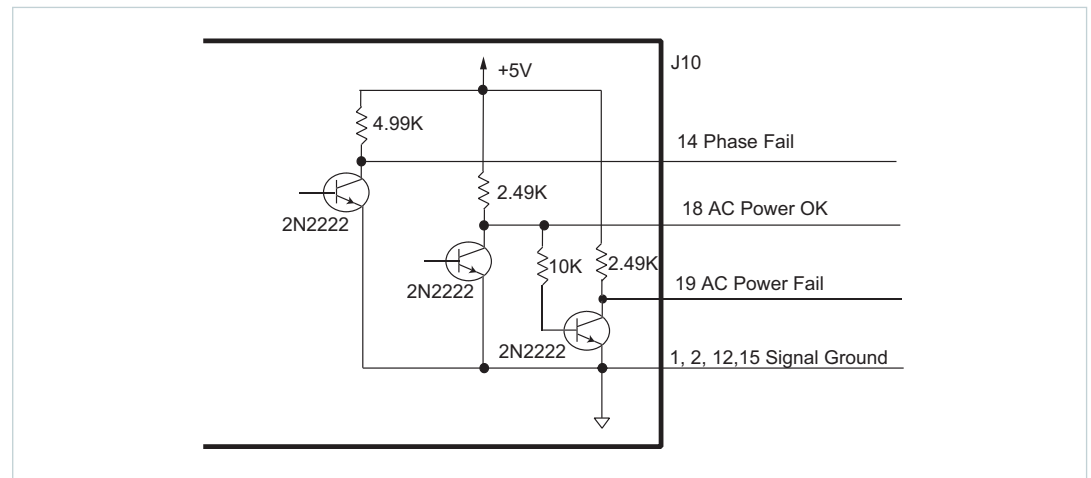 J10
+5V
4.99K
14 Phase Fail
2.49K
18 AC Power OK
2N2222
10K
2.49K
2N2222
19 AC Power Fail
2N2222
1, 2, 12,15 Signal Ground